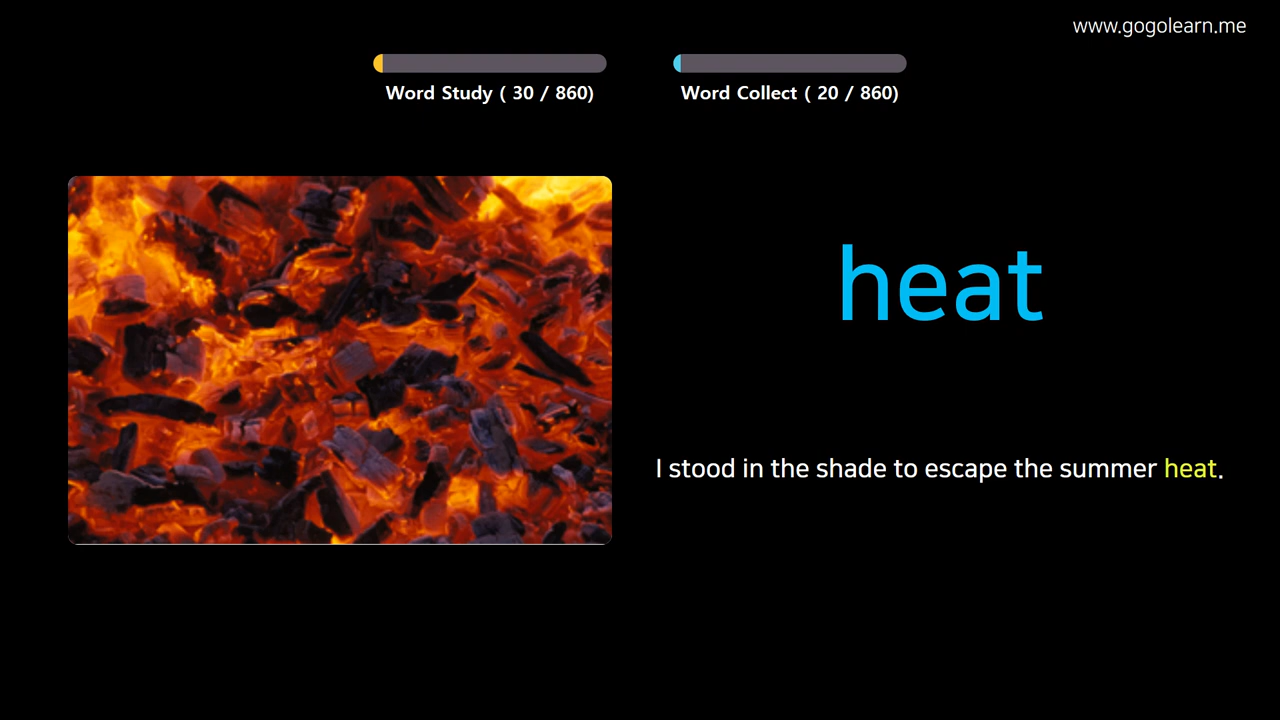 www.gogolearn.me
Word Study ( 30 / 860)
Word Collect ( 20 / 860)
heat
I stood in the shade to escape the summer heat.